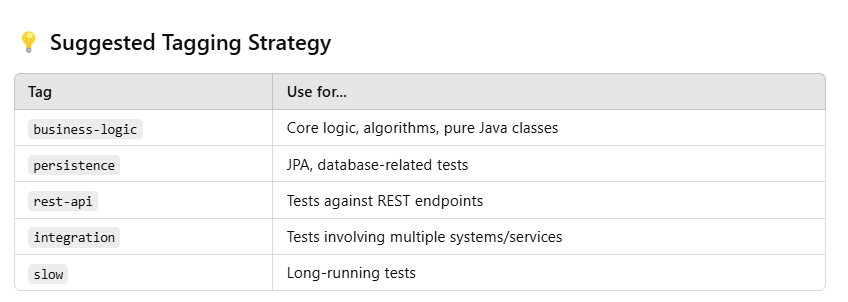 💡 Suggested Tagging Strategy
Tag Use for...
business-logic Core logic, algorithms, pure Java classes
persistence JPA, database-related tests
rest-api Tests against REST endpoints
integration Tests involving multiple systems/services
slow Long-running tests